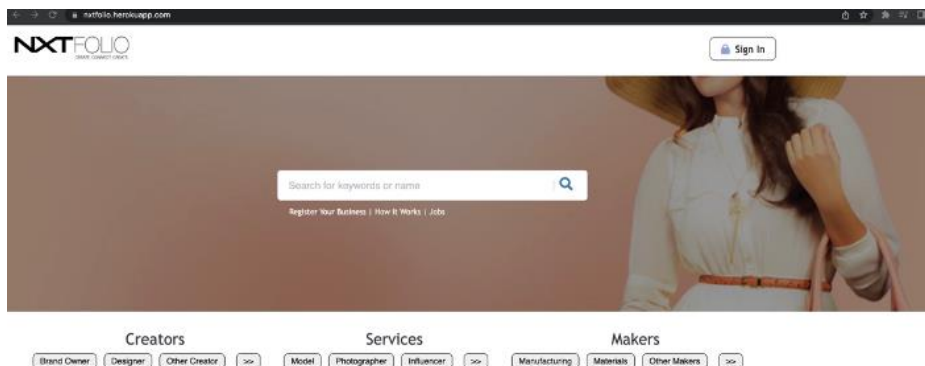 nxtfolio.herokuapp.com
NXTFOLIO
Sign In
Search for keywords or name
Register Your Business | How It Works | Jobs
Creators
Services
Makers
Brand Owner Designer Other Creator >>
Model Photographer Influencer >>
Manufacturing Materials Other Makers >>